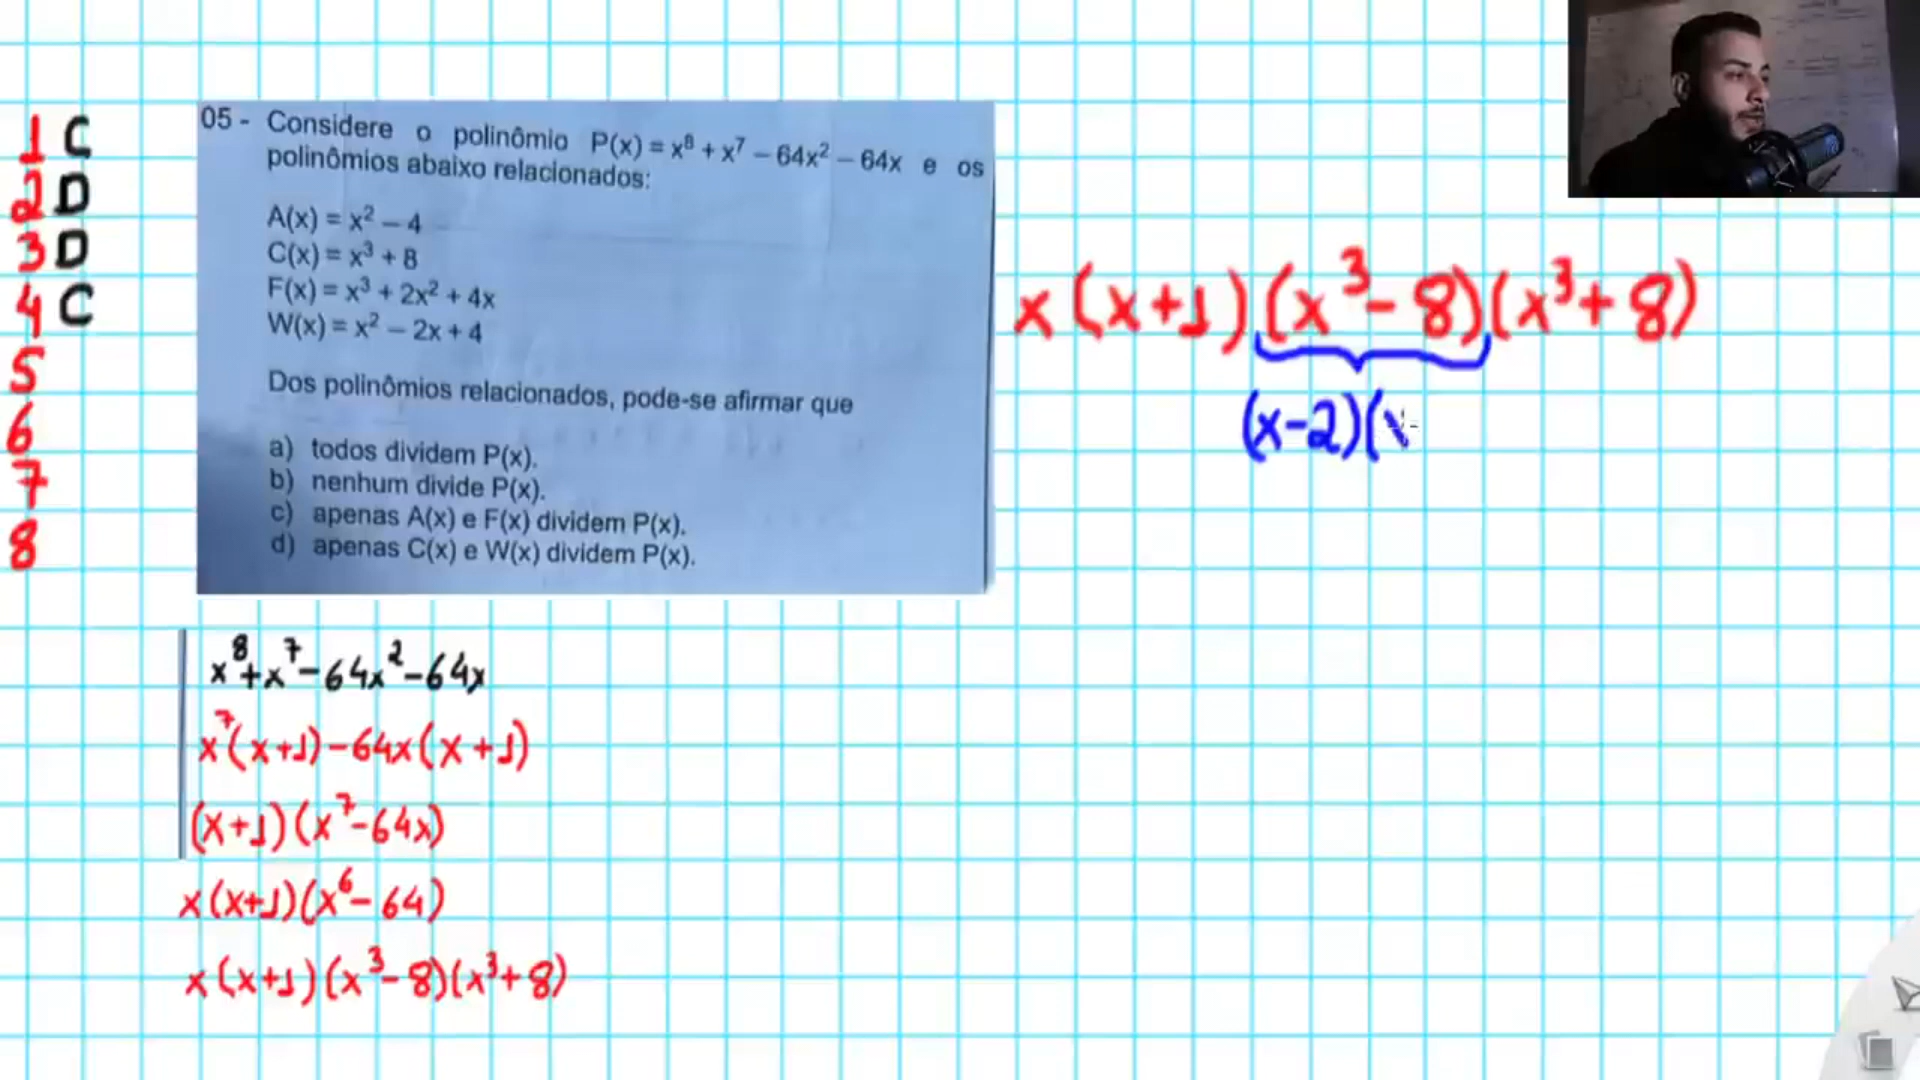 1 C
2 D
3 D
4 C
5
6
7
8
05 - Considere o polinômio P(x) = x⁸ + x⁷ – 64x² – 64x e os
polinômios abaixo relacionados:
A(x) = x² – 4
C(x) = x³ + 8
F(x) = x³ + 2x² + 4x
W(x) = x² – 2x + 4
Dos polinômios relacionados, pode-se afirmar que
a) todos dividem P(x).
b) nenhum divide P(x).
c) apenas A(x) e F(x) dividem P(x).
d) apenas C(x) e W(x) dividem P(x).
x⁸+x⁷-64x²-64x
x⁷(x+1)-64x(x+1)
(x+1)(x⁷-64x)
x(x+1)(x⁶-64)
x(x+1)(x³-8)(x³+8)
x(x+1)(x³-8)(x³+8)
(x-2)(